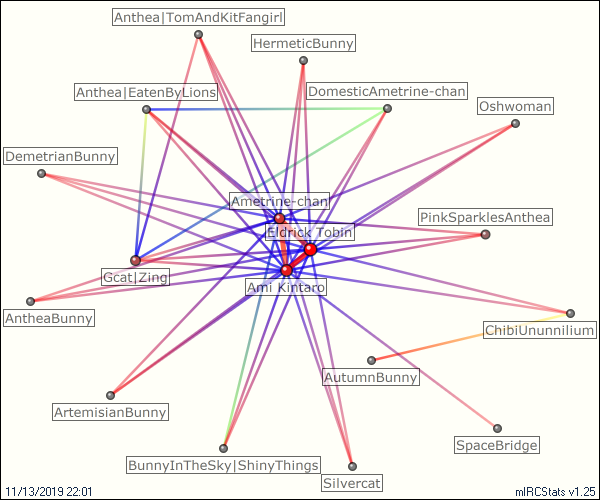 Anthea|TomAndKitFangirl
HermeticBunny
Anthea|EatenByLions
DomesticAmetrine-chan
Oshwoman
DemetrianBunny
Ametrine-chan
PinkSparklesAnthea
Eldrick Tobin
Gcat|Zing
Ami Kintaro
AntheaBunny
ChibiUnunnilium
AutumnBunny
ArtemisianBunny
SpaceBridge
BunnyInTheSky|ShinyThings
Silvercat
11/13/2019 22:01
mIRCStats v1.25